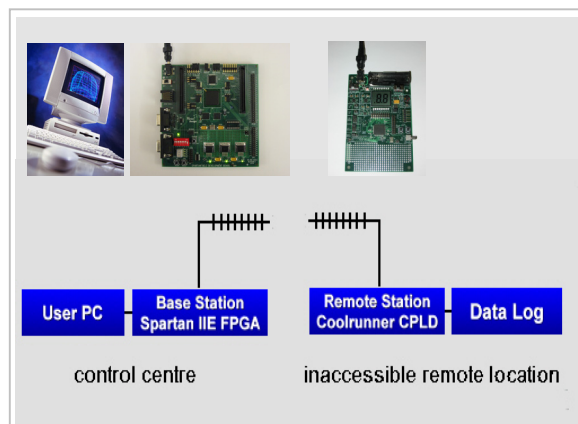 User PC
Base Station
Spartan IIE FPGA
Remote Station
Coolrunner CPLD
Data Log
control centre
inaccessible remote location